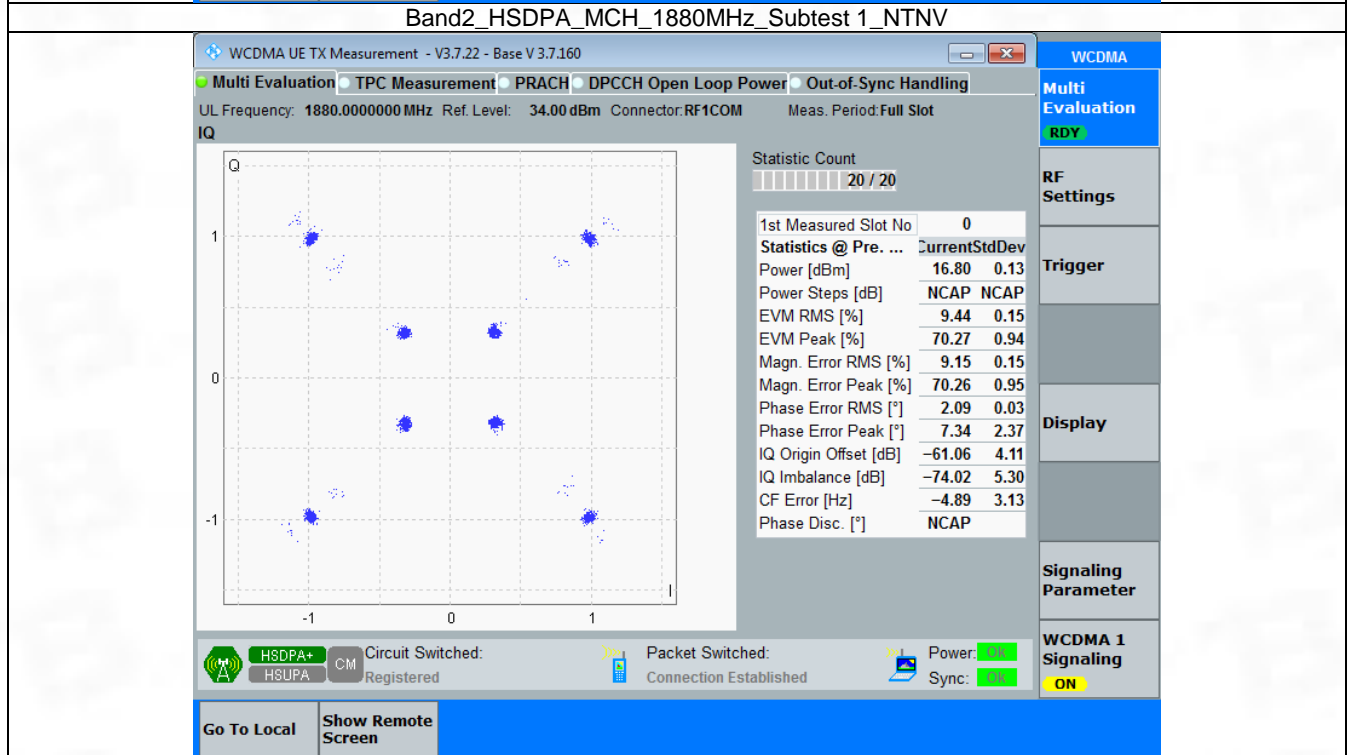 Band2_HSDPA_MCH_1880MHz_Subtest 1_NTNV
WCDMA UE TX Measurement - V3.7.22 - Base V 3.7.160
WCDMA
Multi Evaluation TPC Measurement PRACH DPCCH Open Loop Power Out-of-Sync Handling
Multi
Evaluation
RDY
UL Frequency: 1880.0000000 MHz Ref. Level: 34.00 dBm Connector: RF1COM Meas. Period: Full Slot
IQ
Q
1
0
-1
-1 0 1
I
Statistic Count
20 / 20
1st Measured Slot No 0
Statistics @ Pre. ... Current StdDev
Power [dBm] 16.80 0.13
Power Steps [dB] NCAP NCAP
EVM RMS [%] 9.44 0.15
EVM Peak [%] 70.27 0.94
Magn. Error RMS [%] 9.15 0.15
Magn. Error Peak [%] 70.26 0.95
Phase Error RMS [°] 2.09 0.03
Phase Error Peak [°] 7.34 2.37
IQ Origin Offset [dB] −61.06 4.11
IQ Imbalance [dB] −74.02 5.30
CF Error [Hz] −4.89 3.13
Phase Disc. [°] NCAP
RF
Settings
Trigger
Display
Signaling
Parameter
WCDMA 1
Signaling
ON
HSDPA+
HSUPA
CM
Circuit Switched:
Registered
Packet Switched:
Connection Established
Power: Ok
Sync: Ok
Go To Local
Show Remote
Screen